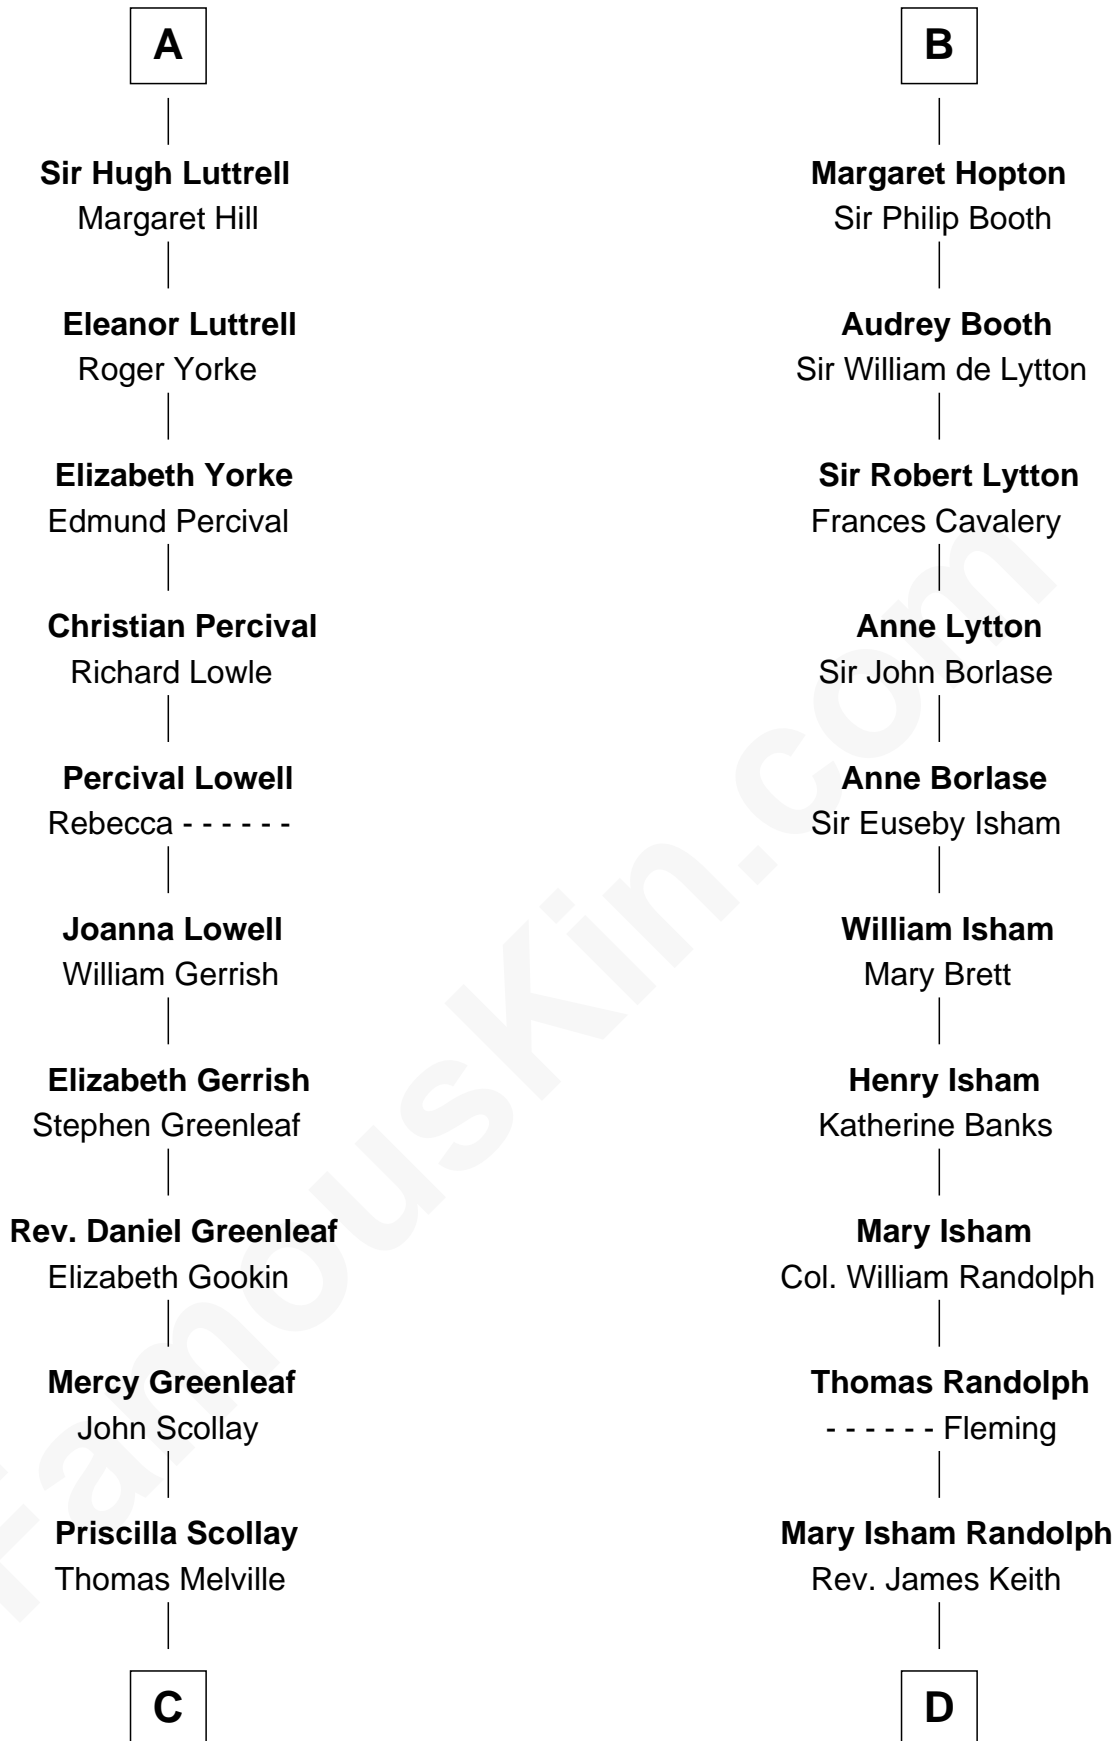 A
Sir Hugh Luttrell
Margaret Hill
Eleanor Luttrell
Roger Yorke
Elizabeth Yorke
Edmund Percival
Christian Percival
Richard Lowle
Percival Lowell
Rebecca - - - - - -
Joanna Lowell
William Gerrish
Elizabeth Gerrish
Stephen Greenleaf
Rev. Daniel Greenleaf
Elizabeth Gookin
Mercy Greenleaf
John Scollay
Priscilla Scollay
Thomas Melville
C
B
Margaret Hopton
Sir Philip Booth
Audrey Booth
Sir William de Lytton
Sir Robert Lytton
Frances Cavalery
Anne Lytton
Sir John Borlase
Anne Borlase
Sir Euseby Isham
William Isham
Mary Brett
Henry Isham
Katherine Banks
Mary Isham
Col. William Randolph
Thomas Randolph
- - - - - - Fleming
Mary Isham Randolph
Rev. James Keith
D
FamousKin.com